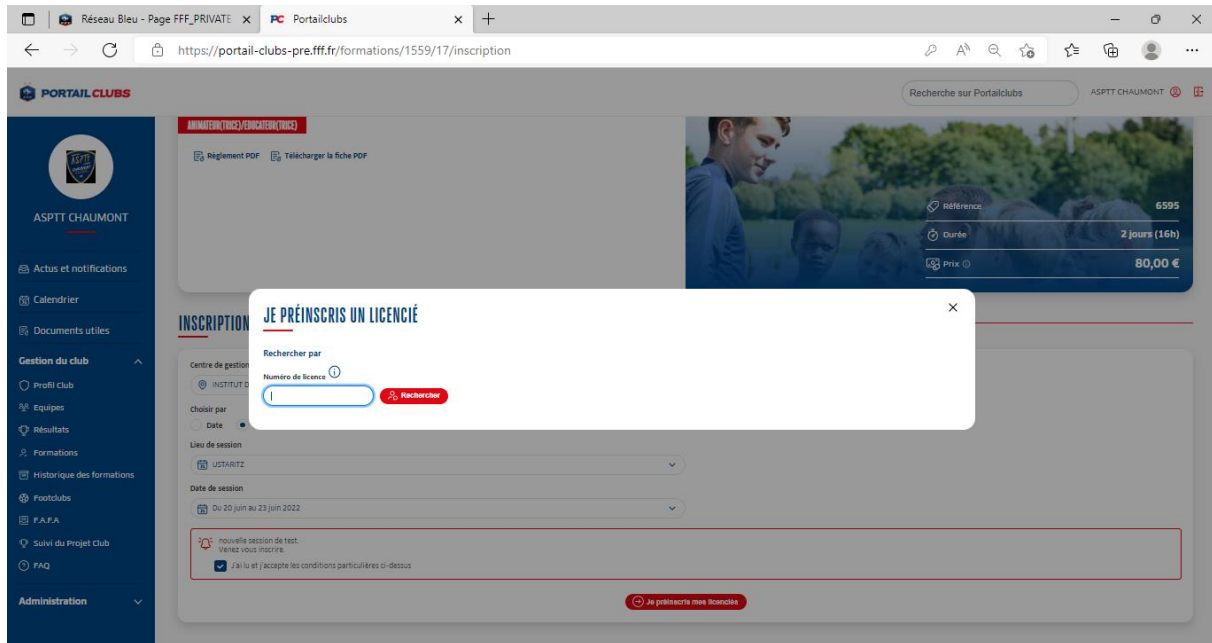 Réseau Bleu - Page FFF_PRIVATE
PC Portailclubs
https://portail-clubs-pre.fff.fr/formations/1559/17/inscription
PORTAIL CLUBS
Recherche sur Portailclubs
ASPTT CHAUMONT
ASPTT CHAUMONT
Actus et notifications
Calendrier
Documents utiles
Gestion du club
Profil Club
Equipes
Résultats
Formations
Historique des formations
Footclubs
F.A.F.A
Suivi du Projet Club
FAQ
Administration
ANIMATEUR(TRICE)/EDUCATEUR(TRICE)
Règlement PDF Télécharger la fiche PDF
Référence 6595
Durée 2 jours (16h)
Prix 80,00 €
JE PRÉINSCRIS UN LICENCIÉ
Rechercher par
Numéro de licence
Rechercher
INSCRIPTION
Centre de gestion
INSTITUT D
Choisir par
Date
Lieu de session
USTARITZ
Date de session
Du 20 juin au 23 juin 2022
nouvelle session de test.
Venez vous inscrire.
J'ai lu et j'accepte les conditions particulières ci-dessus
Je préinscris mes licenciés